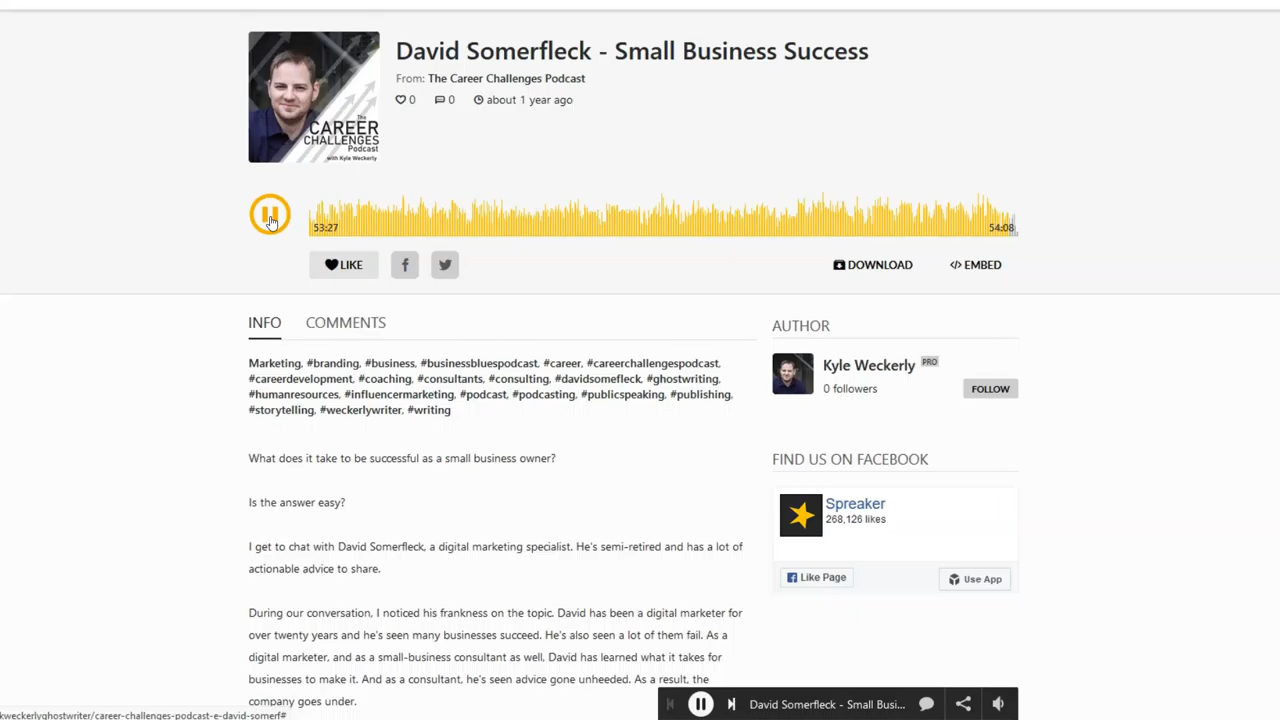 David Somerfleck - Small Business Success
From: The Career Challenges Podcast
0 0 about 1 year ago
The
CAREER
CHALLENGES
Podcast
with Kyle Weckerly
53:27
54:08
LIKE
DOWNLOAD
</> EMBED
INFO
COMMENTS
Marketing, #branding, #business, #businessbluespodcast, #career, #careerchallengespodcast,
#careerdevelopment, #coaching, #consultants, #consulting, #davidsomefleck, #ghostwriting,
#humanresources, #influencermarketing, #podcast, #podcasting, #publicspeaking, #publishing,
#storytelling, #weckerlywriter, #writing
What does it take to be successful as a small business owner?
Is the answer easy?
I get to chat with David Somerfleck, a digital marketing specialist. He's semi-retired and has a lot of
actionable advice to share.
During our conversation, I noticed his frankness on the topic. David has been a digital marketer for
over twenty years and he's seen many businesses succeed. He's also seen a lot of them fail. As a
digital marketer, and as a small-business consultant as well, David has learned what it takes for
businesses to make it. And as a consultant, he's seen advice gone unheeded. As a result, the
company goes under.
AUTHOR
Kyle Weckerly PRO
0 followers
FOLLOW
FIND US ON FACEBOOK
Spreaker
268,126 likes
Like Page
Use App
David Somerfleck - Small Busi...
kweckerlyghostwriter/career-challenges-podcast-e-david-somerf#